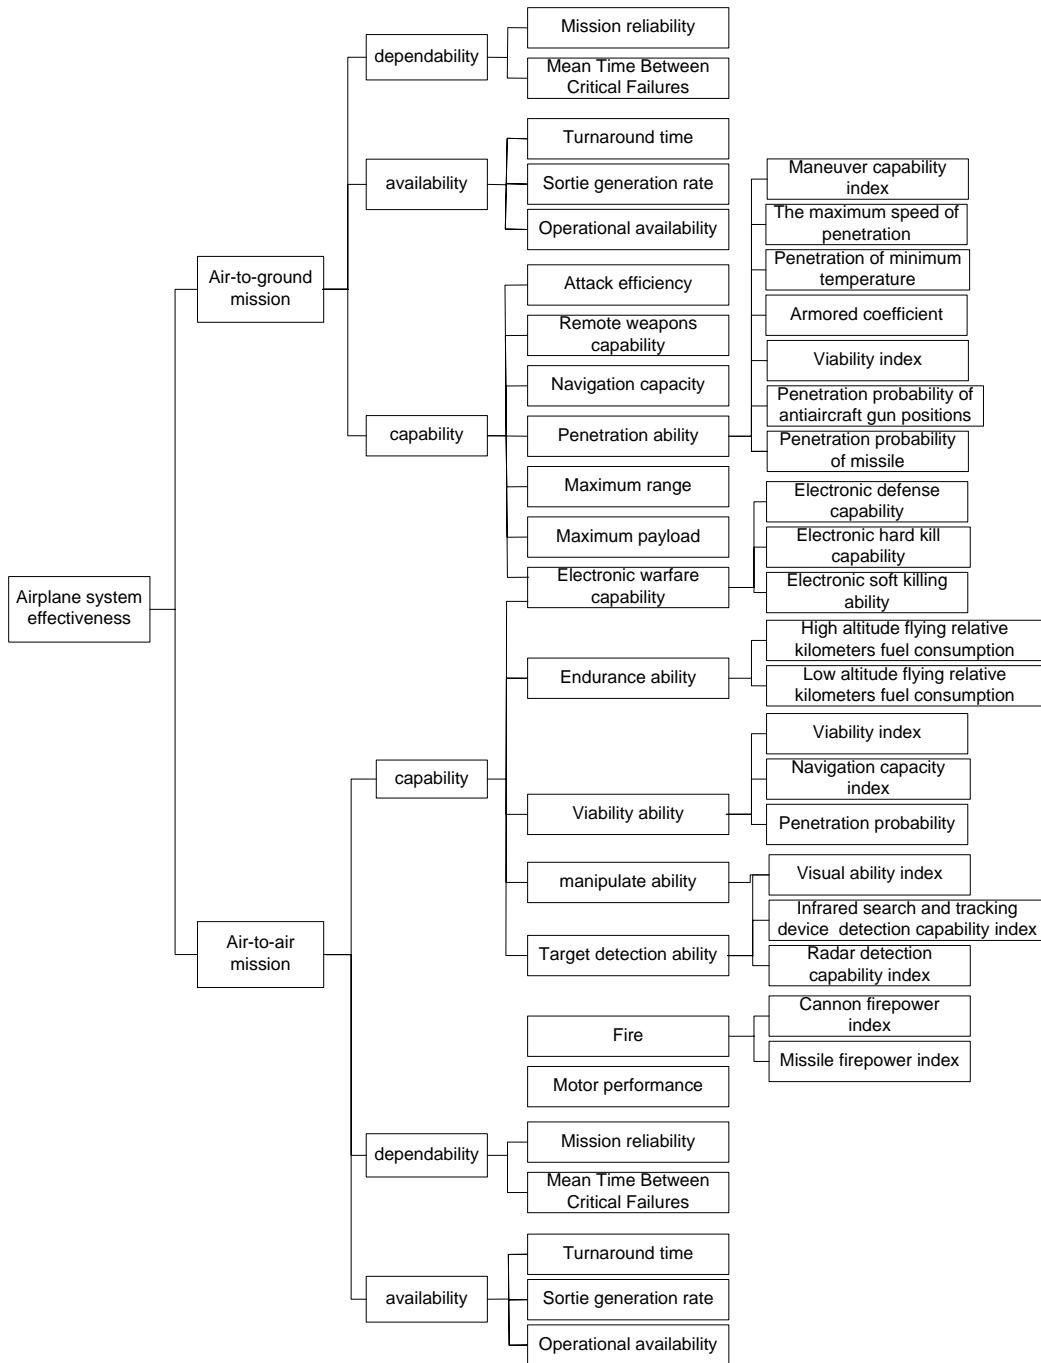 Airplane system
effectiveness
Air-to-ground
mission
dependability
Mission reliability
Mean Time Between
Critical Failures
availability
Turnaround time
Sortie generation rate
Operational availability
capability
Attack efficiency
Remote weapons
capability
Navigation capacity
Penetration ability
Maneuver capability
index
The maximum speed of
penetration
Penetration of minimum
temperature
Armored coefficient
Viability index
Penetration probability of
antiaircraft gun positions
Penetration probability
of missile
Maximum range
Maximum payload
Electronic warfare
capability
Electronic defense
capability
Electronic hard kill
capability
Electronic soft killing
ability
Air-to-air
mission
capability
Endurance ability
High altitude flying relative
kilometers fuel consumption
Low altitude flying relative
kilometers fuel consumption
Viability ability
Viability index
Navigation capacity
index
Penetration probability
manipulate ability
Visual ability index
Target detection ability
Infrared search and tracking
device detection capability index
Radar detection
capability index
Fire
Cannon firepower
index
Missile firepower index
Motor performance
dependability
Mission reliability
Mean Time Between
Critical Failures
availability
Turnaround time
Sortie generation rate
Operational availability